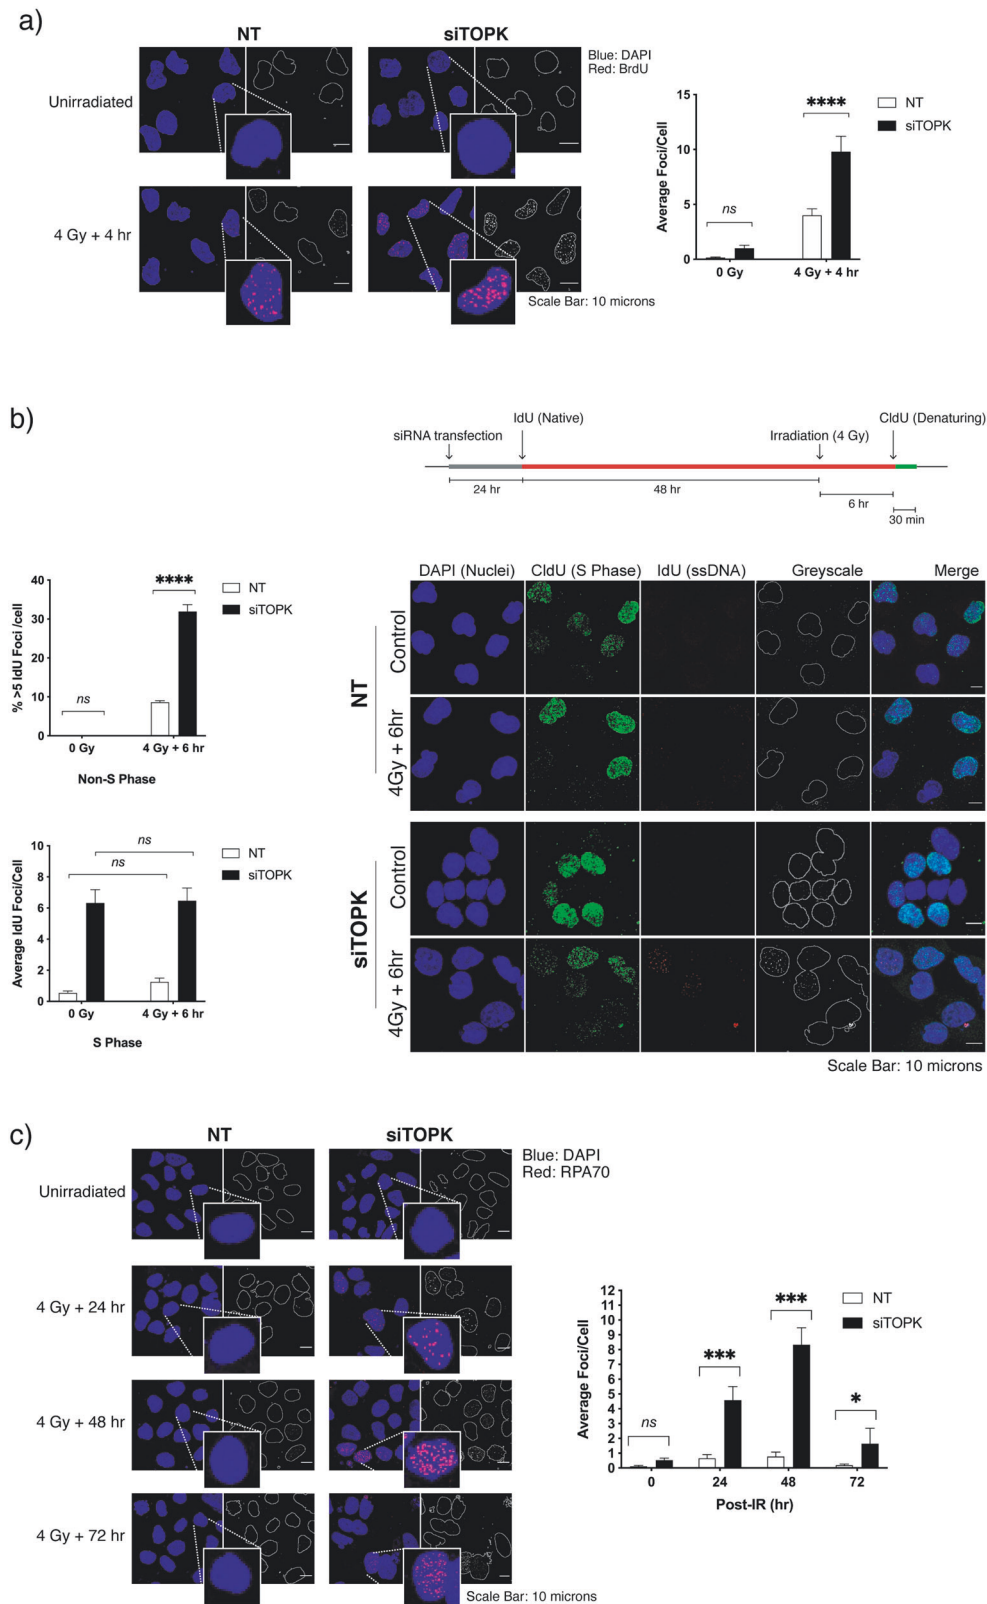 a)
NT
siTOPK
Blue: DAPI
Red: BrdU
Unirradiated
4 Gy + 4 hr
Scale Bar: 10 microns
15
10
5
0
Average Foci/Cell
ns
****
NT
siTOPK
0 Gy
4 Gy + 4 hr
b)
siRNA transfection
IdU (Native)
Irradiation (4 Gy)
CldU (Denaturing)
24 hr
48 hr
6 hr
30 min
40
30
20
10
0
% >5 IdU Foci /cell
ns
****
NT
siTOPK
0 Gy
4 Gy + 6 hr
Non-S Phase
10
8
6
4
2
0
Average IdU Foci/Cell
ns
ns
NT
siTOPK
0 Gy
4 Gy + 6 hr
S Phase
DAPI (Nuclei)
CldU (S Phase)
IdU (ssDNA)
Greyscale
Merge
NT
Control
4Gy + 6hr
siTOPK
Control
4Gy + 6hr
Scale Bar: 10 microns
c)
NT
siTOPK
Blue: DAPI
Red: RPA70
Unirradiated
4 Gy + 24 hr
4 Gy + 48 hr
4 Gy + 72 hr
Scale Bar: 10 microns
12
11
10
9
8
7
6
5
4
3
2
1
0
Average Foci/Cell
ns
***
***
*
NT
siTOPK
0
24
48
72
Post-IR (hr)